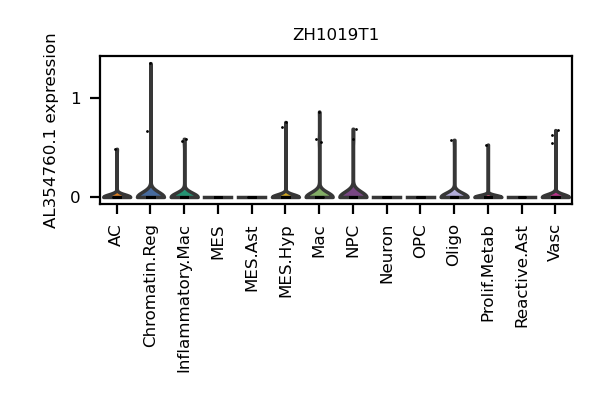 ZH1019T1
AL354760.1 expression
1
0
AC
Chromatin.Reg
Inflammatory.Mac
MES
MES.Ast
MES.Hyp
Mac
NPC
Neuron
OPC
Oligo
Prolif.Metab
Reactive.Ast
Vasc